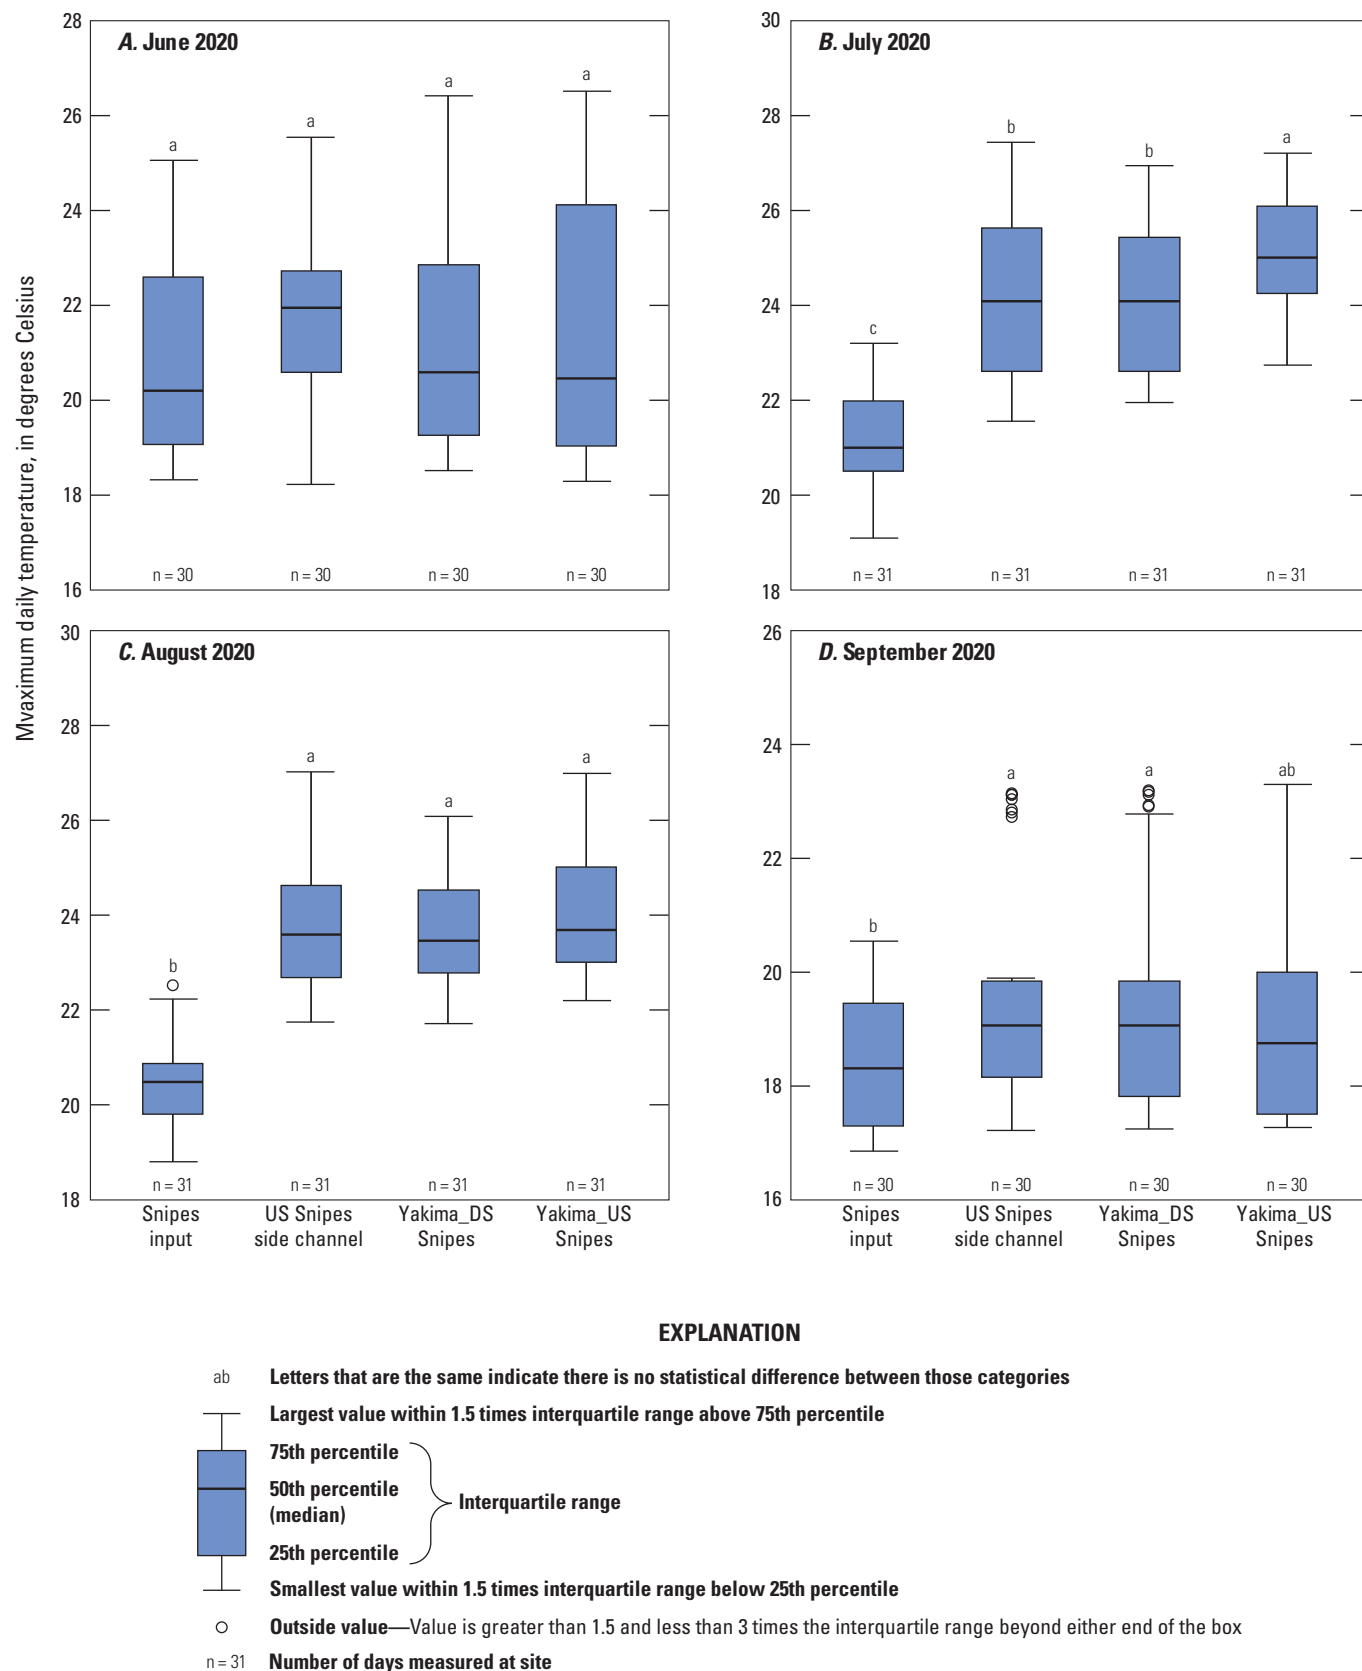 Mvaximum daily temperature, in degrees Celsius
A. June 2020
28
26
24
22
20
18
16
a
a
a
a
n = 30
n = 30
n = 30
n = 30
B. July 2020
30
28
26
24
22
20
18
c
b
b
a
n = 31
n = 31
n = 31
n = 31
C. August 2020
30
28
26
24
22
20
18
b
a
a
a
n = 31
n = 31
n = 31
n = 31
Snipes
input
US Snipes
side channel
Yakima_DS
Snipes
Yakima_US
Snipes
D. September 2020
26
24
22
20
18
16
b
a
a
ab
n = 30
n = 30
n = 30
n = 30
Snipes
input
US Snipes
side channel
Yakima_DS
Snipes
Yakima_US
Snipes
EXPLANATION
ab Letters that are the same indicate there is no statistical difference between those categories
Largest value within 1.5 times interquartile range above 75th percentile
75th percentile
50th percentile
(median)
Interquartile range
25th percentile
Smallest value within 1.5 times interquartile range below 25th percentile
Outside value—Value is greater than 1.5 and less than 3 times the interquartile range beyond either end of the box
n = 31 Number of days measured at site